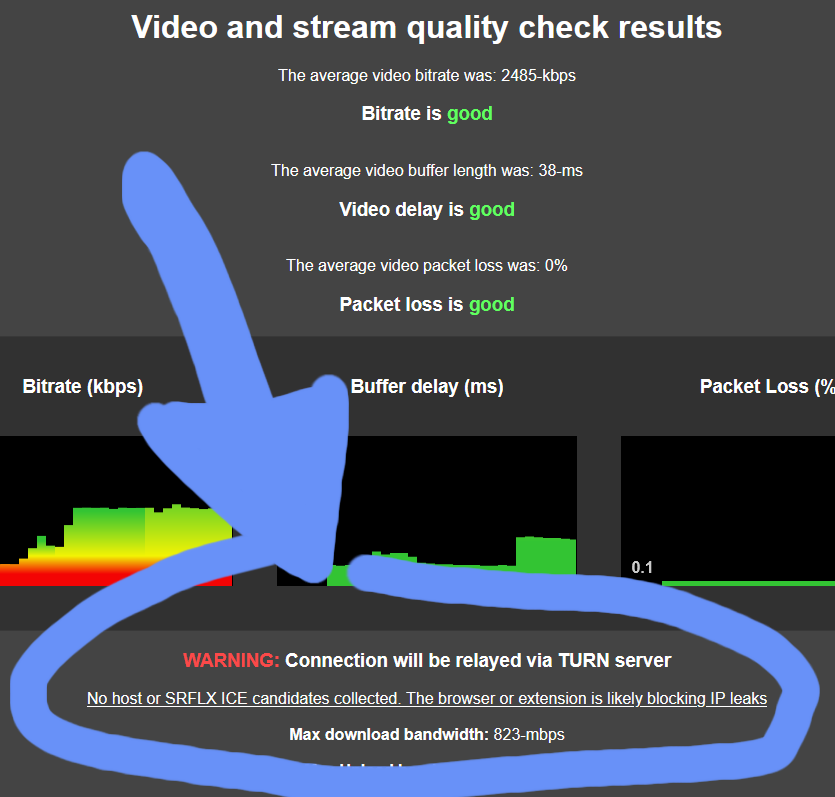 Video and stream quality check results
The average video bitrate was: 2485-kbps
Bitrate is good
The average video buffer length was: 38-ms
Video delay is good
The average video packet loss was: 0%
Packet loss is good
Bitrate (kbps)
Buffer delay (ms)
Packet Loss (%
0.1
WARNING: Connection will be relayed via TURN server
No host or SRFLX ICE candidates collected. The browser or extension is likely blocking IP leaks
Max download bandwidth: 823-mbps